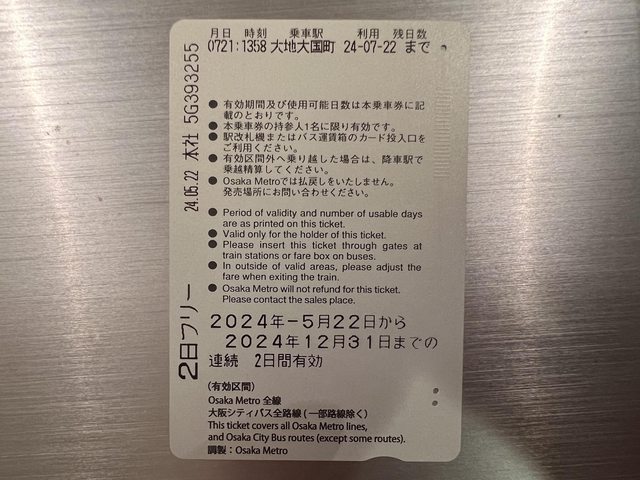 月日 時刻 乗車駅 利用 残日数
0721:1358 大地大国町 24-07-22 まで
● 有効期間及び使用可能日数は本乗車券に記
載のとおりです。
● 本乗車券の持参人1名に限り有効です。
● 駅改札機またはバス運賃箱のカード投入口を
ご利用ください。
● 有効区間外へ乗り越した場合は、降車駅で
乗越精算してください。
● Osaka Metroでは払戻しをいたしません。
発売場所にお問い合わせください。
● Period of validity and number of usable days
are as printed on this ticket.
● Valid only for the holder of this ticket.
● Please insert this ticket through gates at
train stations or fare box on buses.
● In outside of valid areas, please adjust the
fare when exiting the train.
● Osaka Metro will not refund for this ticket.
Please contact the sales place.
2024年-5月22日から
2024年12月31日までの
連続 2日間有効
(有効区間)
Osaka Metro 全線
大阪シティバス全路線 (一部路線除く)
This ticket covers all Osaka Metro lines,
and Osaka City Bus routes (except some routes).
調製:Osaka Metro
2日フリー
24.05.22 本社 5G393255